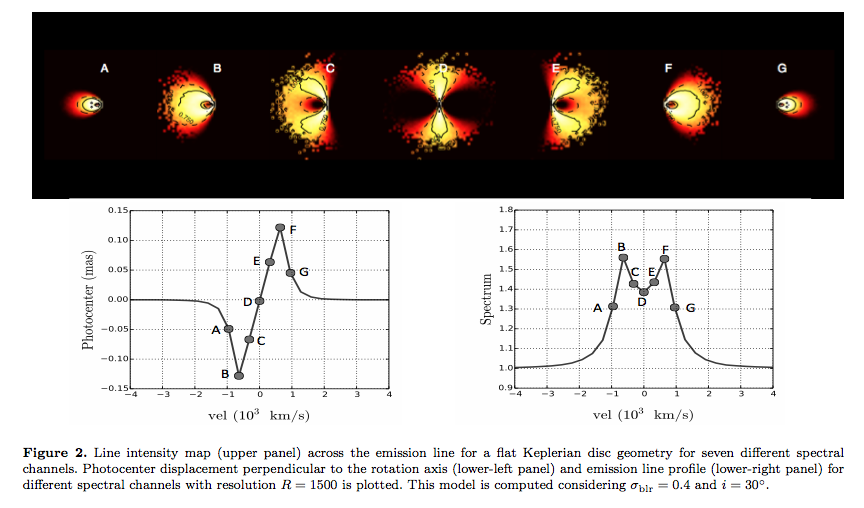 A B C D E F G
0.15
0.10
0.05
0.00
−0.05
−0.10
−0.15
−4 −3 −2 −1 0 1 2 3 4
Photocenter (mas)
vel (10³ km/s)
A
B
C
D
E
F
G
1.8
1.7
1.6
1.5
1.4
1.3
1.2
1.1
1.0
0.9
−4 −3 −2 −1 0 1 2 3 4
Spectrum
vel (10³ km/s)
A
B
C
D
E
F
G
Figure 2. Line intensity map (upper panel) across the emission line for a flat Keplerian disc geometry for seven different spectral
channels. Photocenter displacement perpendicular to the rotation axis (lower-left panel) and emission line profile (lower-right panel) for
different spectral channels with resolution R = 1500 is plotted. This model is computed considering σblr = 0.4 and i = 30°.